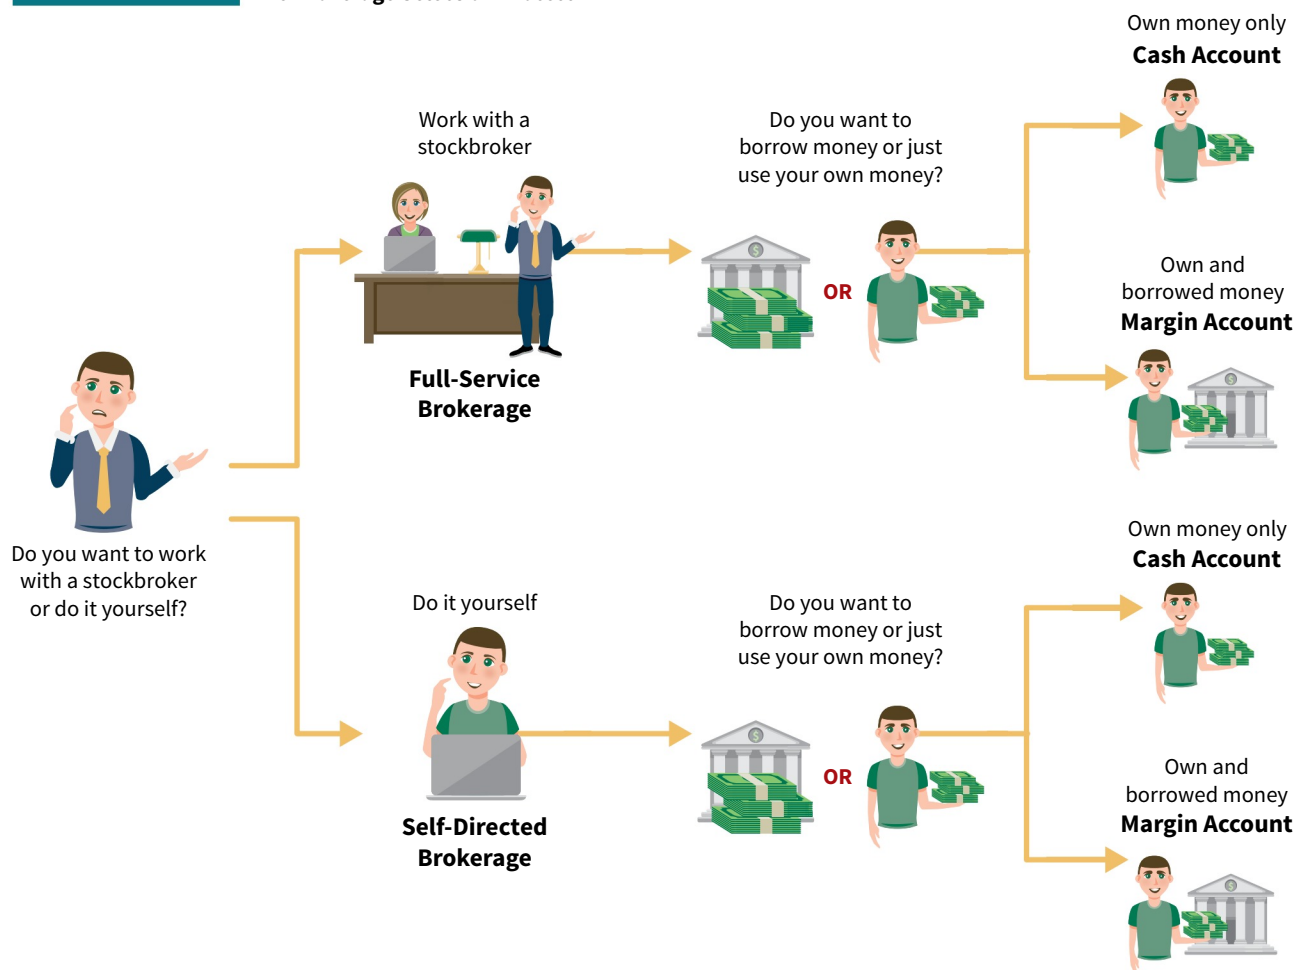 Own money only
Cash Account
Work with a
stockbroker
Do you want to
borrow money or just
use your own money?
OR
Own and
borrowed money
Margin Account
Full-Service
Brokerage
Do you want to work
with a stockbroker
or do it yourself?
Do it yourself
Self-Directed
Brokerage
Do you want to
borrow money or just
use your own money?
OR
Own money only
Cash Account
Own and
borrowed money
Margin Account